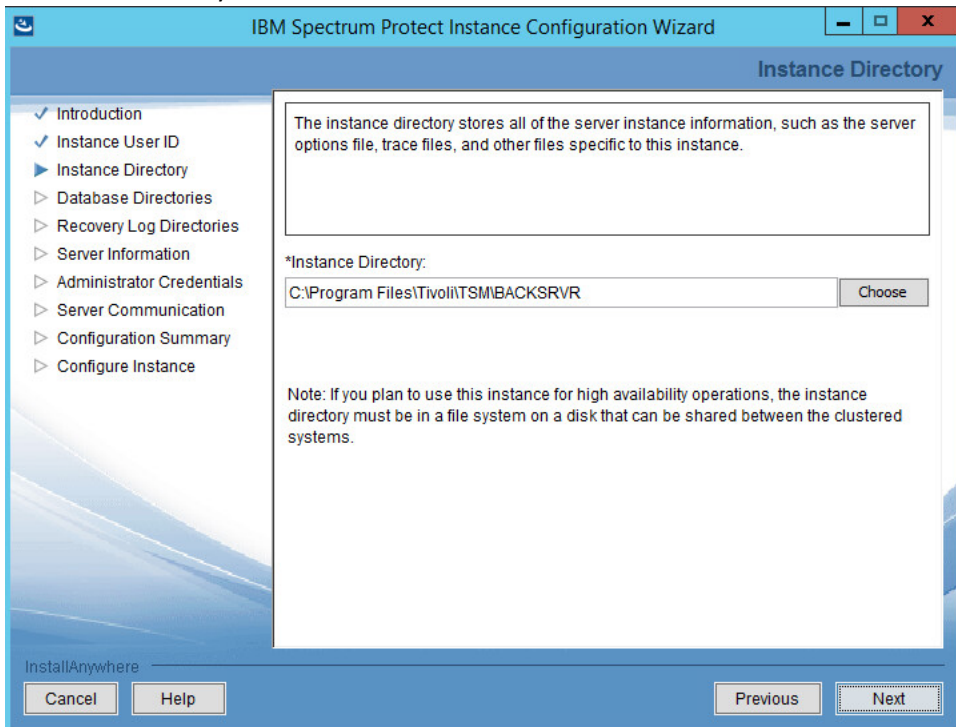 IBM Spectrum Protect Instance Configuration Wizard
Instance Directory
Introduction
Instance User ID
Instance Directory
Database Directories
Recovery Log Directories
Server Information
Administrator Credentials
Server Communication
Configuration Summary
Configure Instance
The instance directory stores all of the server instance information, such as the server
options file, trace files, and other files specific to this instance.
*Instance Directory:
C:\Program Files\Tivoli\TSM\BACKSRVR
Choose
Note: If you plan to use this instance for high availability operations, the instance
directory must be in a file system on a disk that can be shared between the clustered
systems.
InstallAnywhere
Cancel Help Previous Next